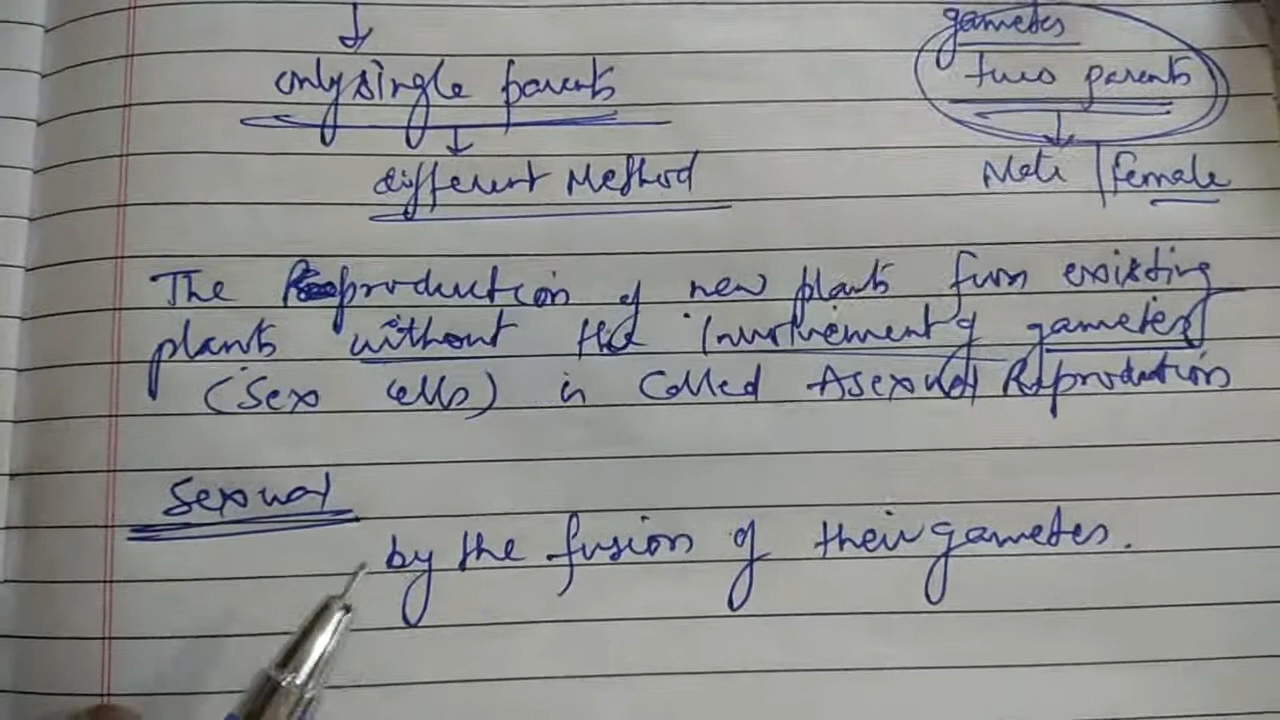 gametes
only single parents
two parents
different Method
Male | female
The Reproduction of new plants from existing
plants without the involvement of gametes
(Sex cells) is called Asexual Reproduction
Sexual
by the fusion of their gametes.